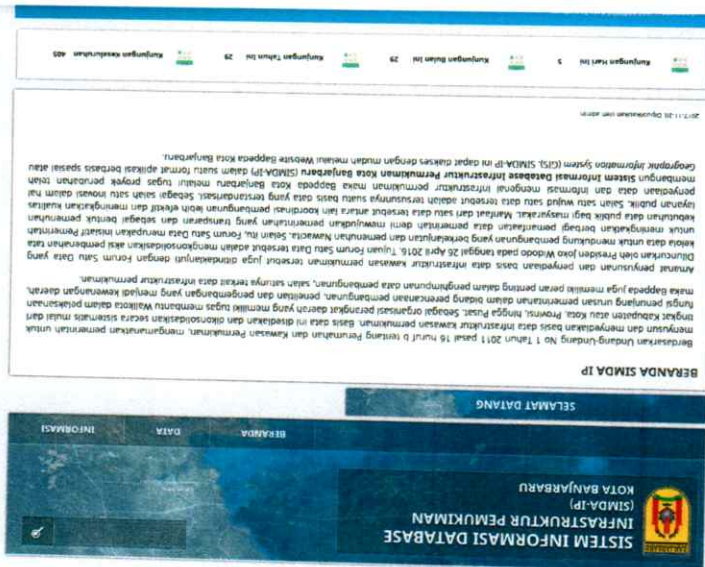 SISTEM INFORMASI DATABASE
INFRASTRUKTUR PEMUKIMAN
(SIMDA-IP)
KOTA BANJARBARU
BERANDA
DATA
INFORMASI
SELAMAT DATANG
BERANDA SIMDA IP
Berdasarkan Undang-Undang No 1 Tahun 2011 pasal 16 huruf b tentang Perumahan dan Kawasan Permukiman, mengamanatkan pemerintah untuk
menyusun dan menyediakan basis data infrastruktur kawasan permukiman. Basis data ini disediakan dan dikonolidasikan secara sistematis mulai dari
tingkat Kabupaten atau Kota, Provinsi, hingga Pusat. Sebagai organisasi perangkat daerah yang memiliki tugas membantu Walikota dalam pelaksanaan
fungsi penunjang urusan pemerintahan dalam bidang perencanaan pembangunan, penelitian dan pengembangan yang menjadi kewenangan daerah,
maka Bappeda juga memiliki peran penting dalam penghimpunan data pembangunan, salah satunya terkait data infrastruktur permukiman.
Amanat penyusunan dan penyediaan basis data infrastruktur kawasan permukiman tersebut juga ditindaklanjuti dengan Forum Satu Data yang
Diluncurkan oleh Presiden Joko Widodo pada tanggal 25 April 2016. Tujuan Forum Satu Data tersebut adalah mengkonsolidasikan aksi pembenahan tata
kelola data untuk mendukung pembangunan yang berkelanjutan dan pemenuhan Nawacita. Selain itu, Forum Satu Data merupakan inisiatif Pemerintah
untuk meningkatkan berbagi pemanfaatan data pemerintah demi mewujudkan pemerintahan yang transparan dan sebagai bentuk pemenuhan
kebutuhan data publik bagi masyarakat. Manfaat dari satu data tersebut antara lain koordinasi pembangunan lebih efektif dan meningkatkan kualitas
layanan publik. Salah satu wujud satu data tersebut adalah tersusunnya suatu basis data yang terstandarisasi. Sebagai salah satu inovasi dalam hal
penyediaan data dan informasi mengenai infrastruktur permukiman maka Bappeda Kota Banjarbaru melalui tugas proyek perubahan telah
membangun Sistem Informasi Database Infrastruktur Permukiman Kota Banjarbaru (SIMDA-IP) dalam suatu format aplikasi berbasis spasial atau
Geographic Information System (GIS). SIMDA-IP ini dapat diakses dengan mudah melalui Website Bappeda Kota Banjarbaru.
2017-11-20 Dipublikasikan oleh admin
Kunjungan Hari Ini 5
Kunjungan Bulan Ini 29
Kunjungan Tahun Ini 29
Kunjungan Keseluruhan 405